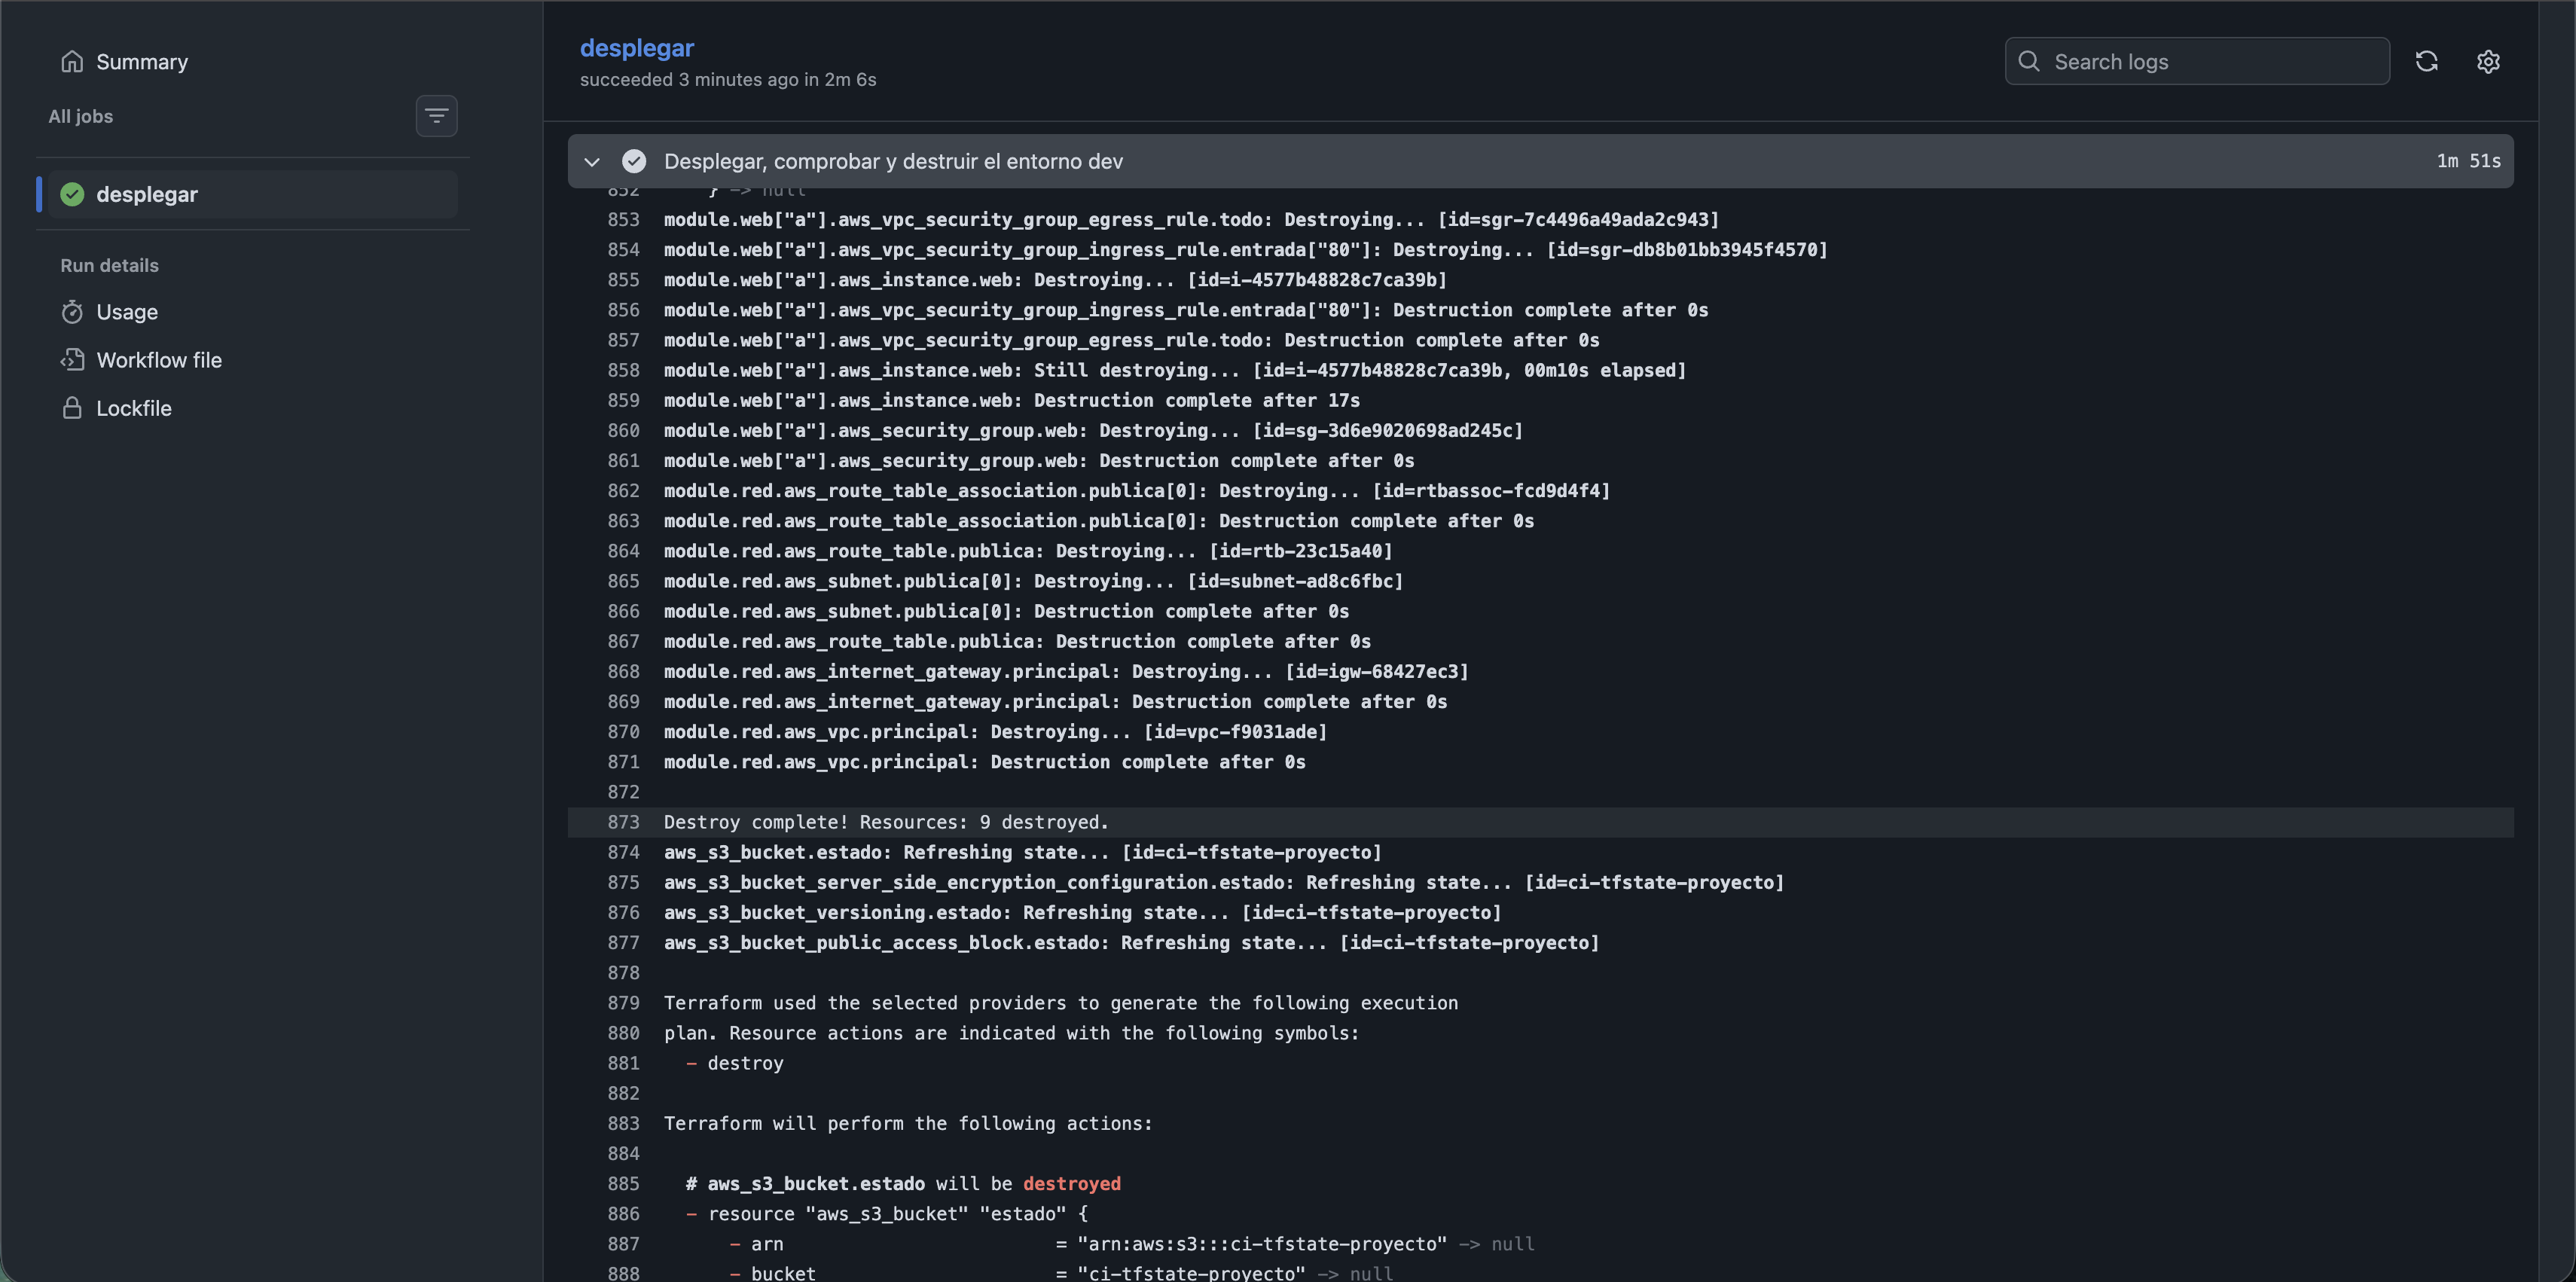 Summary
All jobs
desplegar
Run details
Usage
Workflow file
Lockfile
desplegar
succeeded 3 minutes ago in 2m 6s
Search logs
Desplegar, comprobar y destruir el entorno dev 1m 51s
852 } -> null
853 module.web["a"].aws_vpc_security_group_egress_rule.todo: Destroying... [id=sgr-7c4496a49ada2c943]
854 module.web["a"].aws_vpc_security_group_ingress_rule.entrada["80"]: Destroying... [id=sgr-db8b01bb3945f4570]
855 module.web["a"].aws_instance.web: Destroying... [id=i-4577b48828c7ca39b]
856 module.web["a"].aws_vpc_security_group_ingress_rule.entrada["80"]: Destruction complete after 0s
857 module.web["a"].aws_vpc_security_group_egress_rule.todo: Destruction complete after 0s
858 module.web["a"].aws_instance.web: Still destroying... [id=i-4577b48828c7ca39b, 00m10s elapsed]
859 module.web["a"].aws_instance.web: Destruction complete after 17s
860 module.web["a"].aws_security_group.web: Destroying... [id=sg-3d6e9020698ad245c]
861 module.web["a"].aws_security_group.web: Destruction complete after 0s
862 module.red.aws_route_table_association.publica[0]: Destroying... [id=rtbassoc-fcd9d4f4]
863 module.red.aws_route_table_association.publica[0]: Destruction complete after 0s
864 module.red.aws_route_table.publica: Destroying... [id=rtb-23c15a40]
865 module.red.aws_subnet.publica[0]: Destroying... [id=subnet-ad8c6fbc]
866 module.red.aws_subnet.publica[0]: Destruction complete after 0s
867 module.red.aws_route_table.publica: Destruction complete after 0s
868 module.red.aws_internet_gateway.principal: Destroying... [id=igw-68427ec3]
869 module.red.aws_internet_gateway.principal: Destruction complete after 0s
870 module.red.aws_vpc.principal: Destroying... [id=vpc-f9031ade]
871 module.red.aws_vpc.principal: Destruction complete after 0s
872
873 Destroy complete! Resources: 9 destroyed.
874 aws_s3_bucket.estado: Refreshing state... [id=ci-tfstate-proyecto]
875 aws_s3_bucket_server_side_encryption_configuration.estado: Refreshing state... [id=ci-tfstate-proyecto]
876 aws_s3_bucket_versioning.estado: Refreshing state... [id=ci-tfstate-proyecto]
877 aws_s3_bucket_public_access_block.estado: Refreshing state... [id=ci-tfstate-proyecto]
878
879 Terraform used the selected providers to generate the following execution
880 plan. Resource actions are indicated with the following symbols:
881 - destroy
882
883 Terraform will perform the following actions:
884
885 # aws_s3_bucket.estado will be destroyed
886 - resource "aws_s3_bucket" "estado" {
887 - arn = "arn:aws:s3:::ci-tfstate-proyecto" -> null
888 - bucket = "ci-tfstate-proyecto" -> null